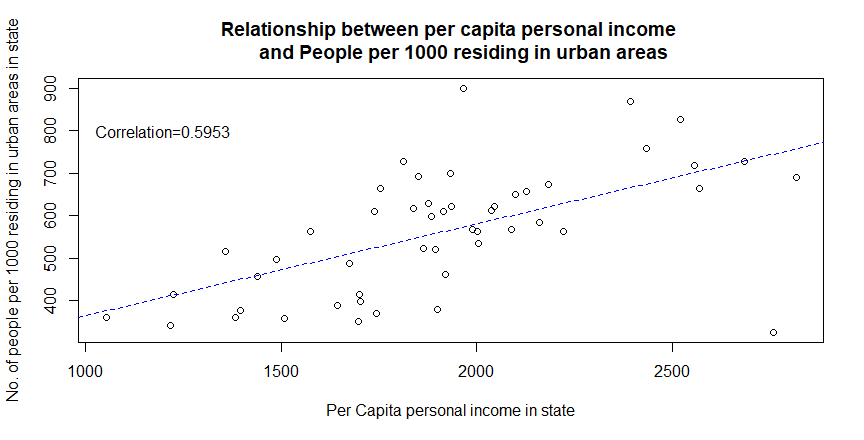 Relationship between per capita personal income
and People per 1000 residing in urban areas
No. of people per 1000 residing in urban areas in state
900
800
700
600
500
400
Correlation=0.5953
1000 1500 2000 2500
Per Capita personal income in state